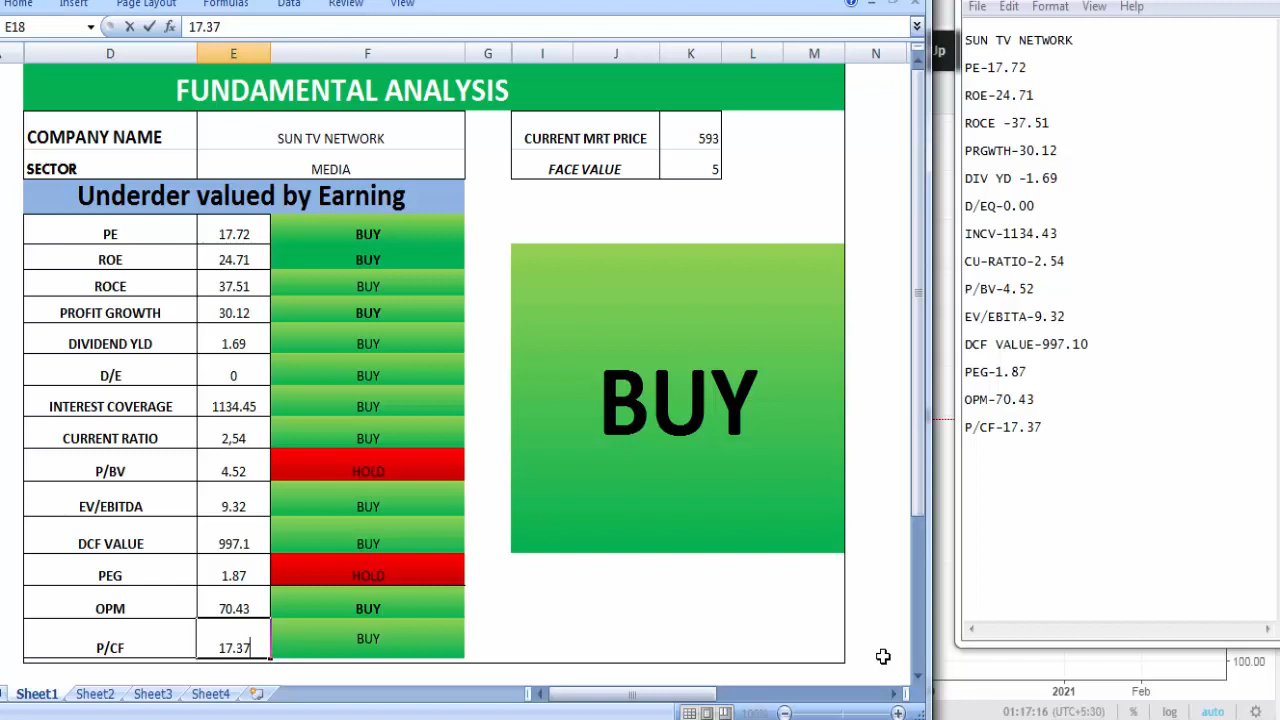 Home Insert Page Layout Formulas Data Review View
E18 fx 17.37
D E F G I J K L M N
FUNDAMENTAL ANALYSIS
COMPANY NAME SUN TV NETWORK CURRENT MRT PRICE 593
SECTOR MEDIA FACE VALUE 5
Underder valued by Earning
PE 17.72 BUY
ROE 24.71 BUY
ROCE 37.51 BUY
PROFIT GROWTH 30.12 BUY
DIVIDEND YLD 1.69 BUY
D/E 0 BUY
INTEREST COVERAGE 1134.45 BUY
CURRENT RATIO 2,54 BUY
P/BV 4.52 HOLD
EV/EBITDA 9.32 BUY
DCF VALUE 997.1 BUY
PEG 1.87 HOLD
OPM 70.43 BUY
P/CF 17.37 BUY
BUY
Sheet1 Sheet2 Sheet3 Sheet4
100%
File Edit Format View Help
SUN TV NETWORK
PE-17.72
ROE-24.71
ROCE -37.51
PRGWTH-30.12
DIV YD -1.69
D/EQ-0.00
INCV-1134.43
CU-RATIO-2.54
P/BV-4.52
EV/EBITA-9.32
DCF VALUE-997.10
PEG-1.87
OPM-70.43
P/CF-17.37
100.00
2021 Feb
01:17:16 (UTC+5:30) % log auto